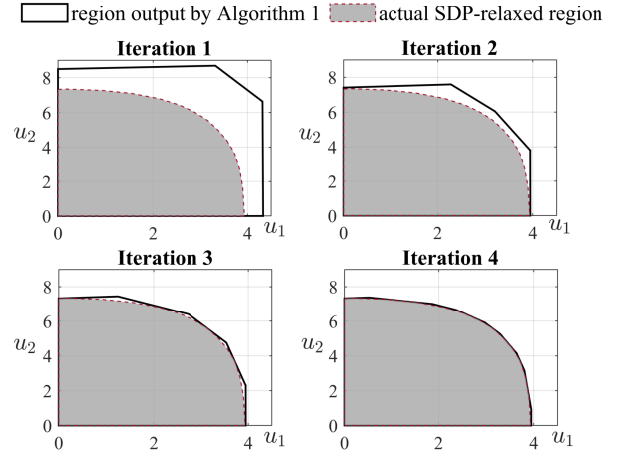 region output by Algorithm 1 actual SDP-relaxed region
Iteration 1
8
6
u₂
4
2
0
0 2 4 u₁
Iteration 2
8
6
u₂
4
2
0
0 2 4 u₁
Iteration 3
8
6
u₂
4
2
0
0 2 4 u₁
Iteration 4
8
6
u₂
4
2
0
0 2 4 u₁